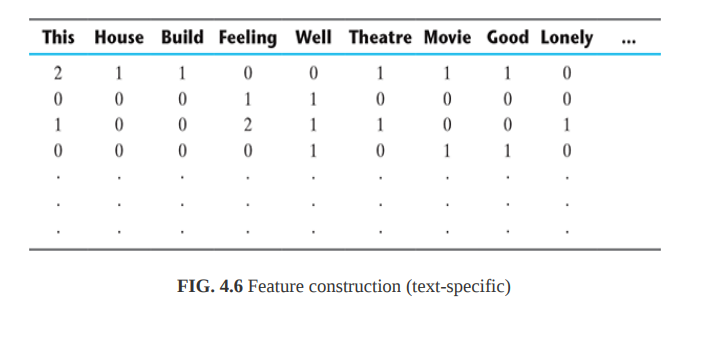 This House Build Feeling Well Theatre Movie Good Lonely ...
2 1 1 0 0 1 1 1 0
0 0 0 1 1 0 0 0 0
1 0 0 2 1 1 0 0 1
0 0 0 0 1 0 1 1 0
. . . . . . . . .
. . . . . . . . .
. . . . . . . . .
FIG. 4.6 Feature construction (text-specific)